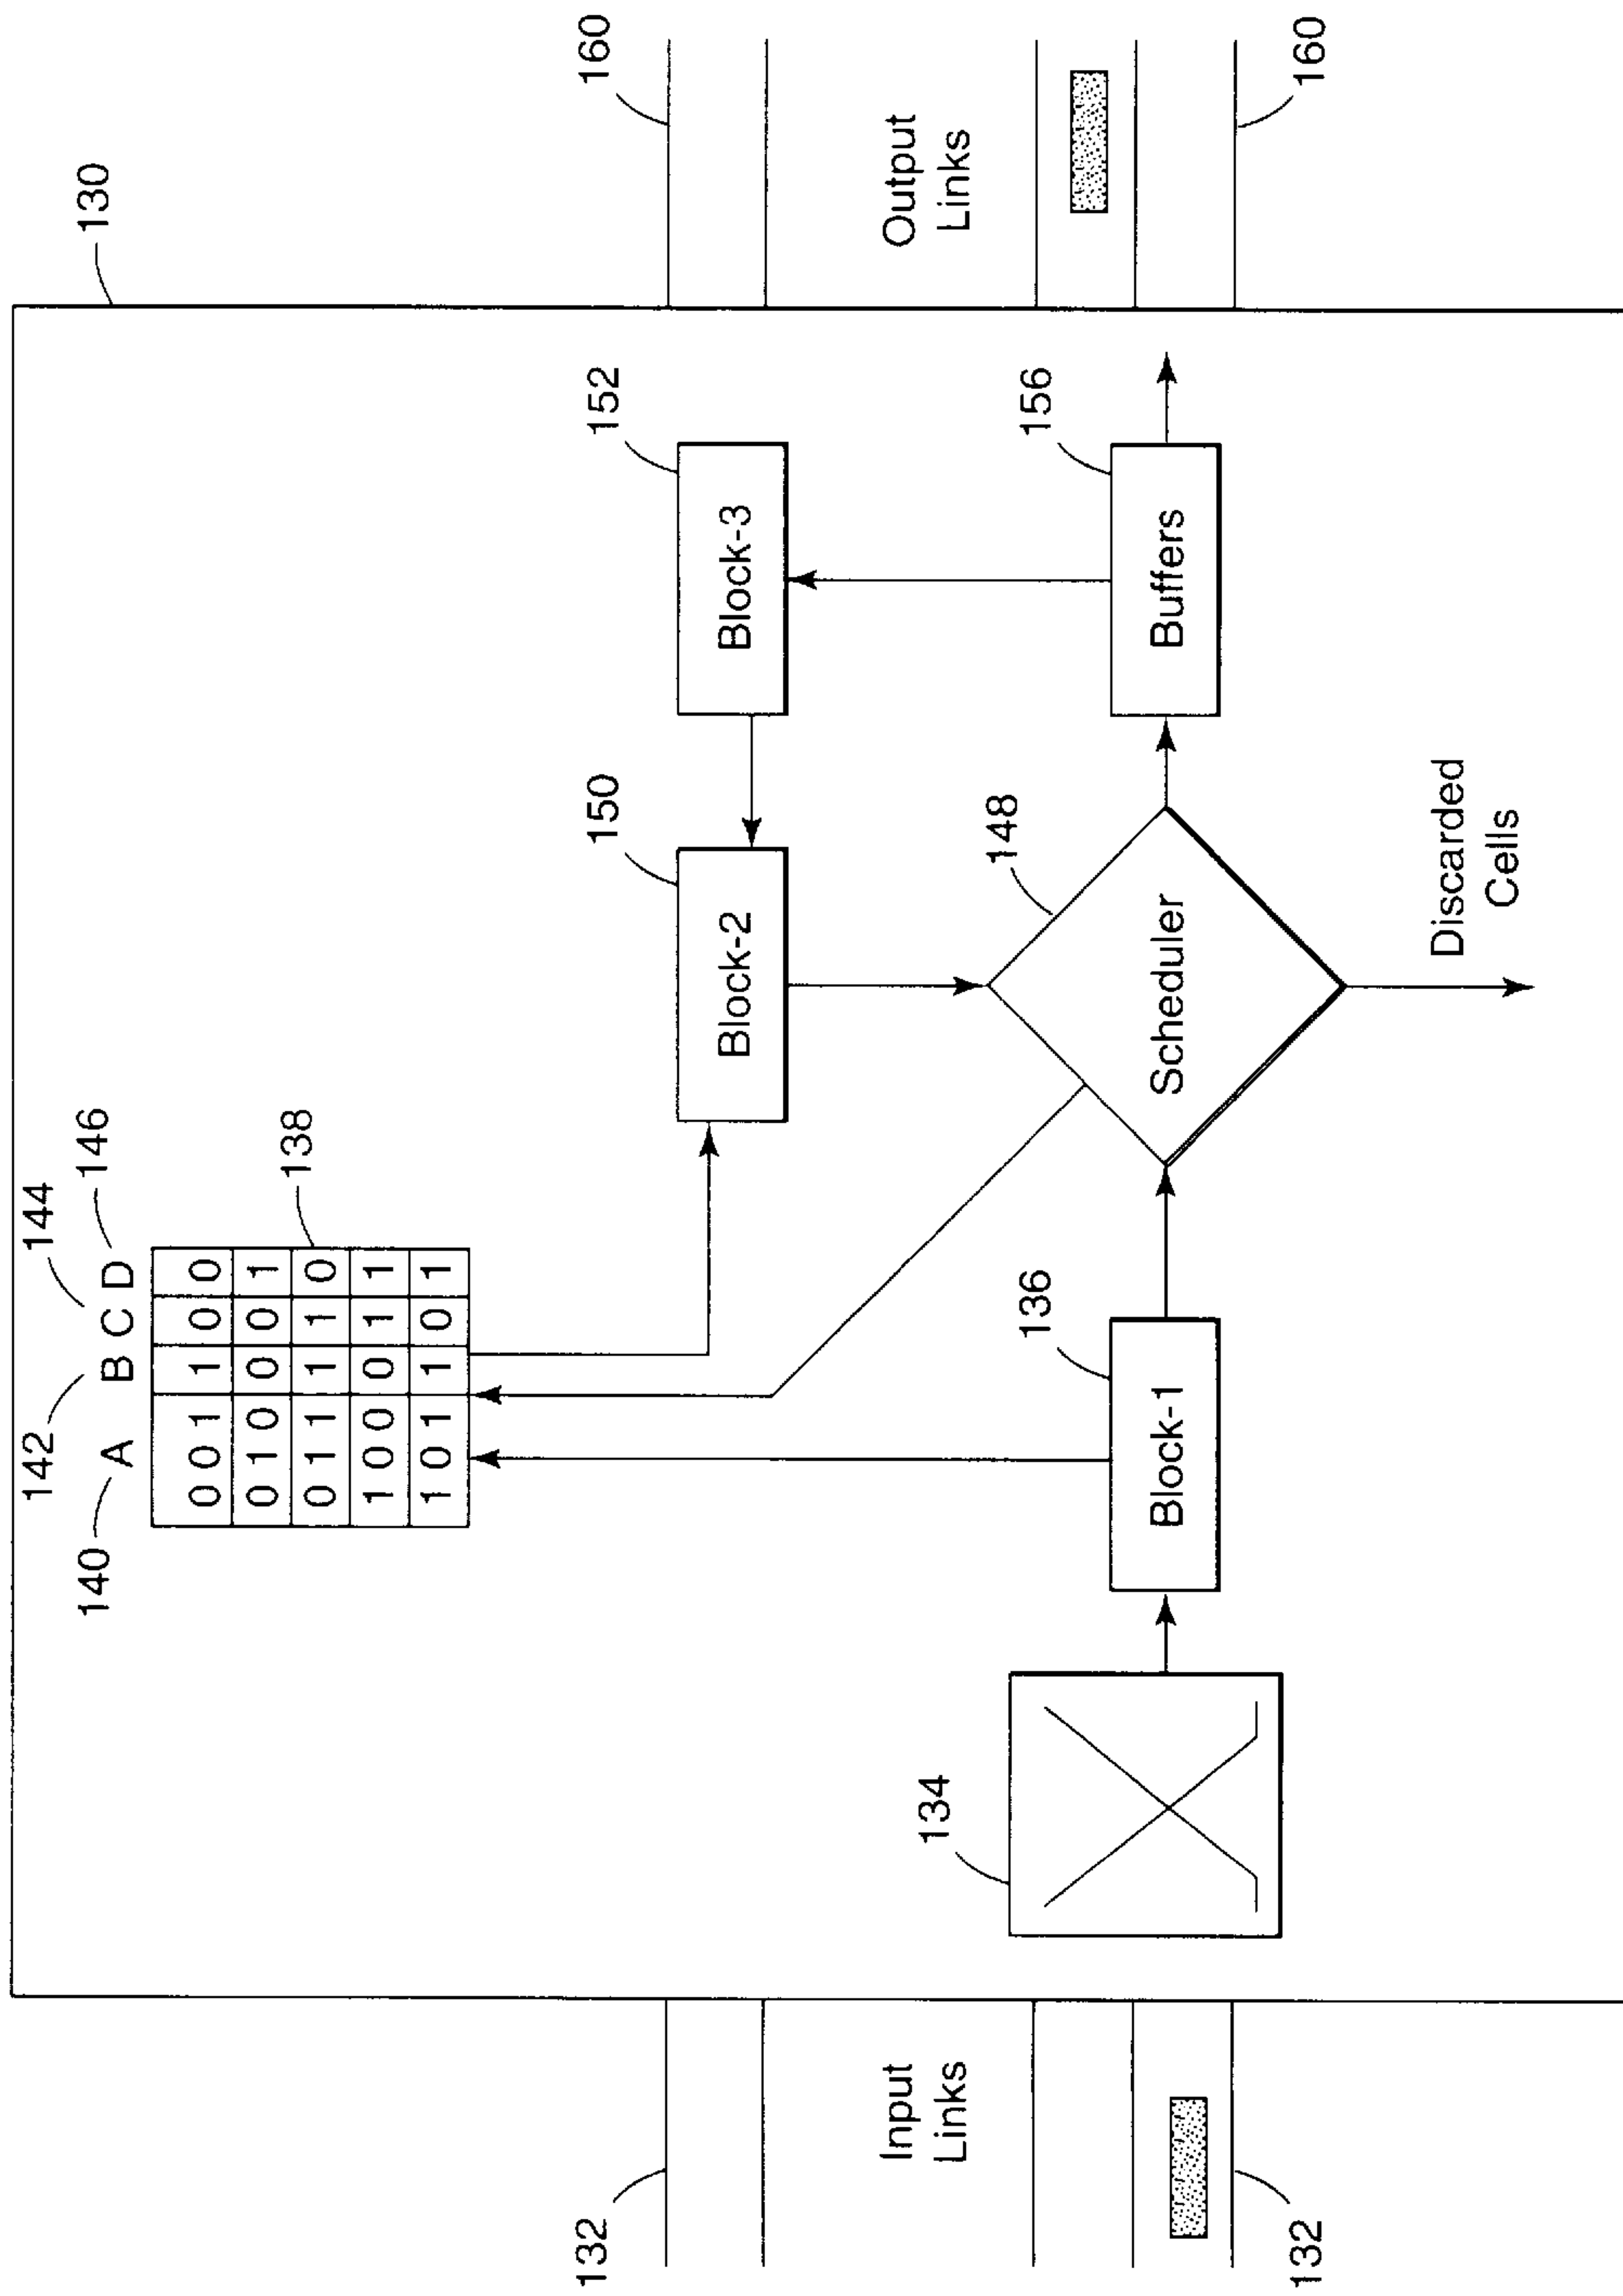 130
142
144
140
A
B
C
D
146
0 0 1 1 0 0
0 1 0 0 0 1
0 1 1 1 1 0
1 0 0 0 1 1
1 0 1 1 0 1
138
150
152
Block-2
Block-3
132
160
Input
Links
Output
Links
134
136
148
156
Block-1
Scheduler
Buffers
132
160
Discarded
Cells